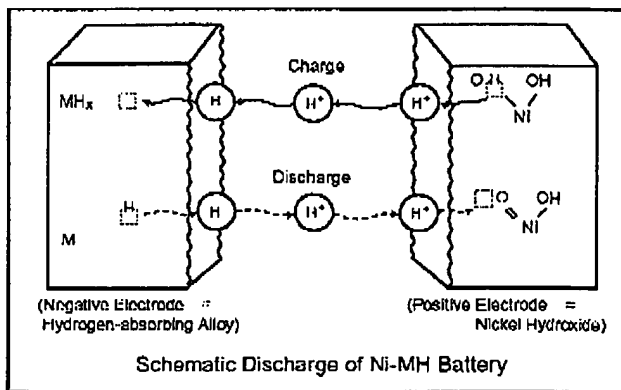 Charge
MHx
H
H+
H+
OH
OH
Ni
Discharge
H
H
H+
H+
O
OH
Ni
M
(Negative Electrode =
Hydrogen-absorbing Alloy)
(Positive Electrode =
Nickel Hydroxide)
Schematic Discharge of Ni-MH Battery